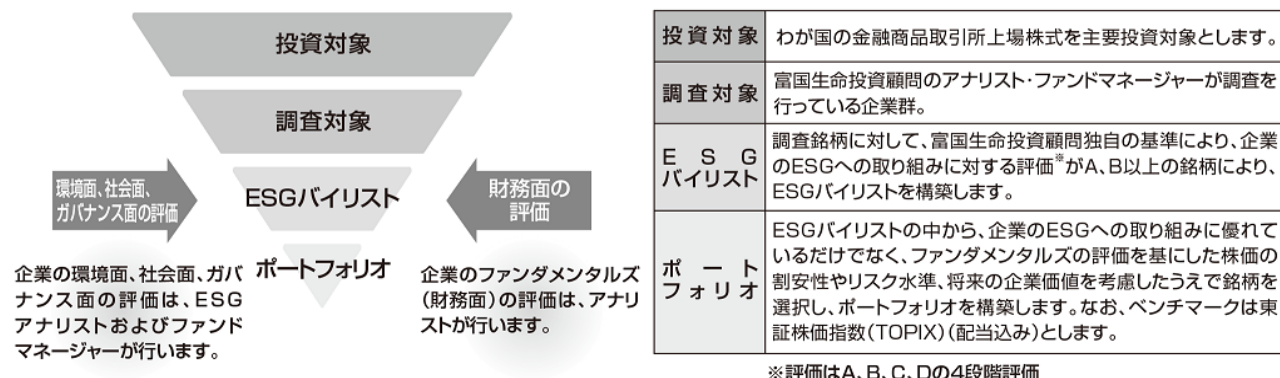 投資対象
調査対象
ESGバイリスト
ポートフォリオ
環境面、社会面、
ガバナンス面の評価
財務面の
評価
企業の環境面、社会面、ガバ
ナンス面の評価は、ESG
アナリストおよびファンド
マネージャーが行います。
企業のファンダメンタルズ
(財務面)の評価は、アナリ
ストが行います。
投資対象
わが国の金融商品取引所上場株式を主要投資対象とします。
調査対象
富国生命投資顧問のアナリスト・ファンドマネージャーが調査を
行っている企業群。
ESG
バイリスト
調査銘柄に対して、富国生命投資顧問独自の基準により、企業
のESGへの取り組みに対する評価※がA、B以上の銘柄により、
ESGバイリストを構築します。
ポート
フォリオ
ESGバイリストの中から、企業のESGへの取り組みに優れて
いるだけでなく、ファンダメンタルズの評価を基にした株価の
割安性やリスク水準、将来の企業価値を考慮したうえで銘柄を
選択し、ポートフォリオを構築します。なお、ベンチマークは東
証株価指数(TOPIX)(配当込み)とします。
※評価はA、B、C、Dの4段階評価